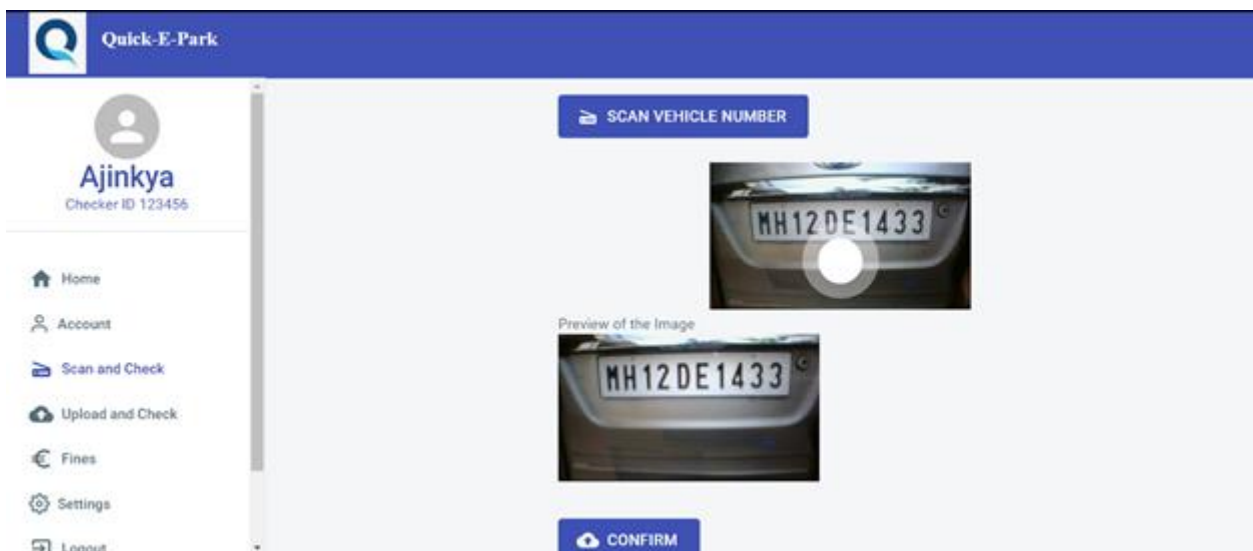 Quick-E-Park
Ajinkya
Checker ID 123456
Home
Account
Scan and Check
Upload and Check
Fines
Settings
Logout
SCAN VEHICLE NUMBER
MH12DE1433
Preview of the Image
MH12DE1433
CONFIRM